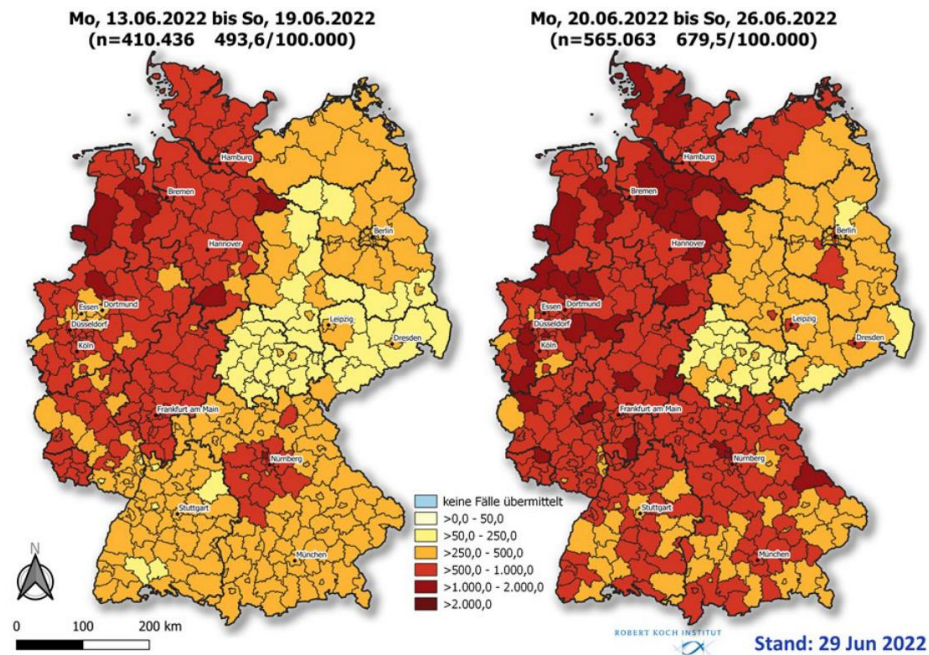 Mo, 13.06.2022 bis So, 19.06.2022
(n=410.436 493,6/100.000)
Hamburg
Bremen
Berlin
Hannover
Essen
Dortmund
Düsseldorf
Köln
Leipzig
Dresden
Frankfurt am Main
Nürnberg
Stuttgart
München
N
0 100 200 km
Mo, 20.06.2022 bis So, 26.06.2022
(n=565.063 679,5/100.000)
Hamburg
Bremen
Berlin
Hannover
Essen
Dortmund
Düsseldorf
Köln
Leipzig
Dresden
Frankfurt am Main
Nürnberg
Stuttgart
München
keine Fälle übermittelt
>0,0 - 50,0
>50,0 - 250,0
>250,0 - 500,0
>500,0 - 1.000,0
>1.000,0 - 2.000,0
>2.000,0
ROBERT KOCH INSTITUT
Stand: 29 Jun 2022